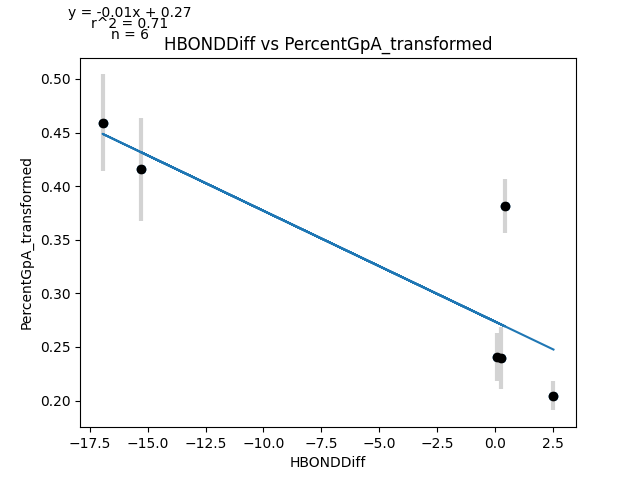 y = -0.01x + 0.27
r^2 = 0.71
n = 6
HBONDDiff vs PercentGpA_transformed
PercentGpA_transformed
0.50
0.45
0.40
0.35
0.30
0.25
0.20
−17.5 −15.0 −12.5 −10.0 −7.5 −5.0 −2.5 0.0 2.5
HBONDDiff